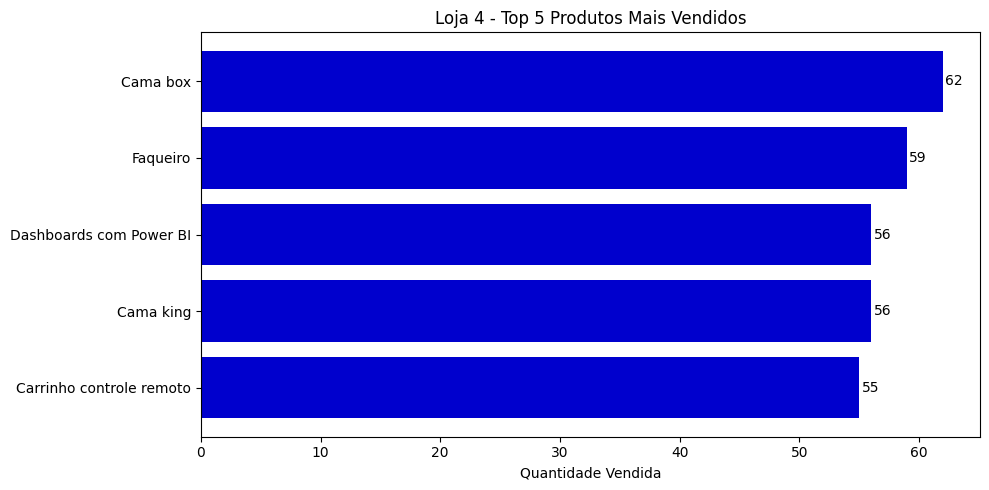 Loja 4 - Top 5 Produtos Mais Vendidos
Cama box 62
Faqueiro 59
Dashboards com Power BI 56
Cama king 56
Carrinho controle remoto 55
0 10 20 30 40 50 60
Quantidade Vendida